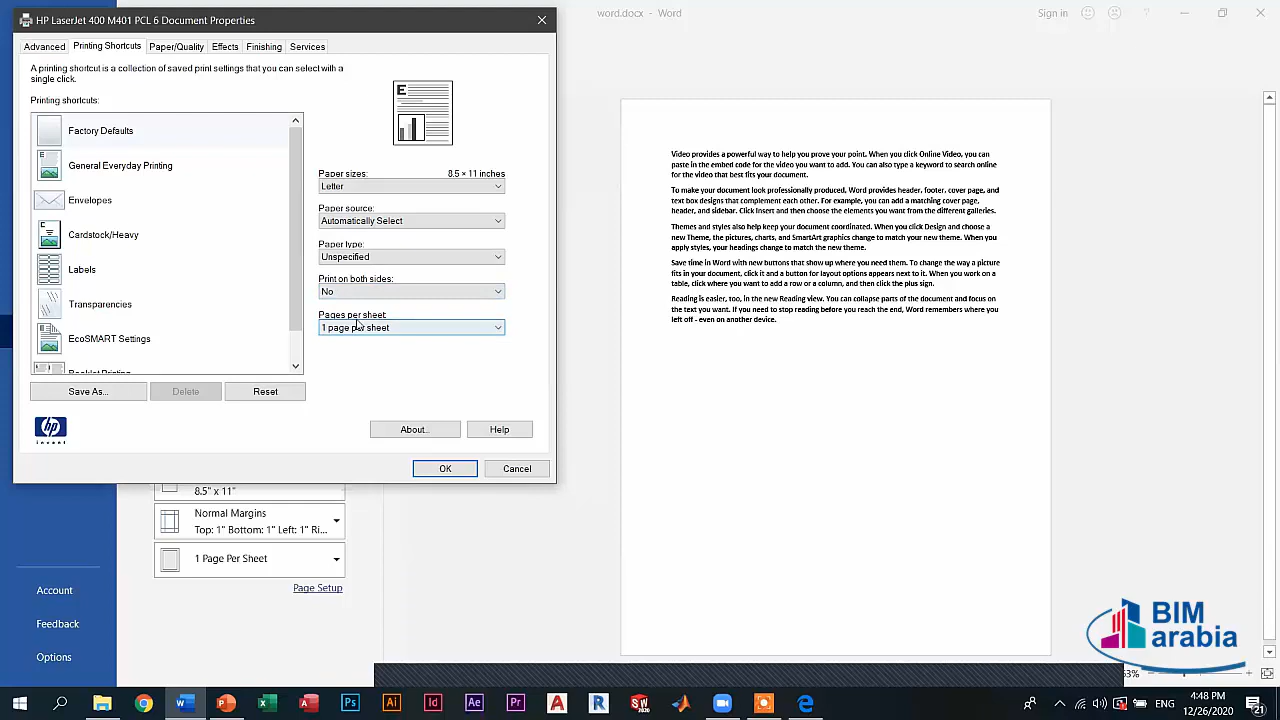 HP LaserJet 400 M401 PCL 6 Document Properties
word.docx - Word
Sign in
Advanced
Printing Shortcuts
Paper/Quality
Effects
Finishing
Services
A printing shortcut is a collection of saved print settings that you can select with a
single click.
Printing shortcuts:
Factory Defaults
General Everyday Printing
Envelopes
Cardstock/Heavy
Labels
Transparencies
EcoSMART Settings
Booklet Printing
E
Paper sizes:
8.5 × 11 inches
Letter
Paper source:
Automatically Select
Paper type:
Unspecified
Print on both sides:
No
Pages per sheet:
1 page per sheet
Save As...
Delete
Reset
hp
invent
About...
Help
OK
Cancel
8.5" x 11"
Normal Margins
Top: 1" Bottom: 1" Left: 1" Ri...
1 Page Per Sheet
Page Setup
Account
Feedback
Options
Video provides a powerful way to help you prove your point. When you click Online Video, you can
paste in the embed code for the video you want to add. You can also type a keyword to search online
for the video that best fits your document.
To make your document look professionally produced, Word provides header, footer, cover page, and
text box designs that complement each other. For example, you can add a matching cover page,
header, and sidebar. Click Insert and then choose the elements you want from the different galleries.
Themes and styles also help keep your document coordinated. When you click Design and choose a
new Theme, the pictures, charts, and SmartArt graphics change to match your new theme. When you
apply styles, your headings change to match the new theme.
Save time in Word with new buttons that show up where you need them. To change the way a picture
fits in your document, click it and a button for layout options appears next to it. When you work on a
table, click where you want to add a row or a column, and then click the plus sign.
Reading is easier, too, in the new Reading view. You can collapse parts of the document and focus on
the text you want. If you need to stop reading before you reach the end, Word remembers where you
left off - even on another device.
BIM
arabia
Ps
Ai
Id
Ae
Pr
SW
2020
4:48 PM
12/26/2020
21